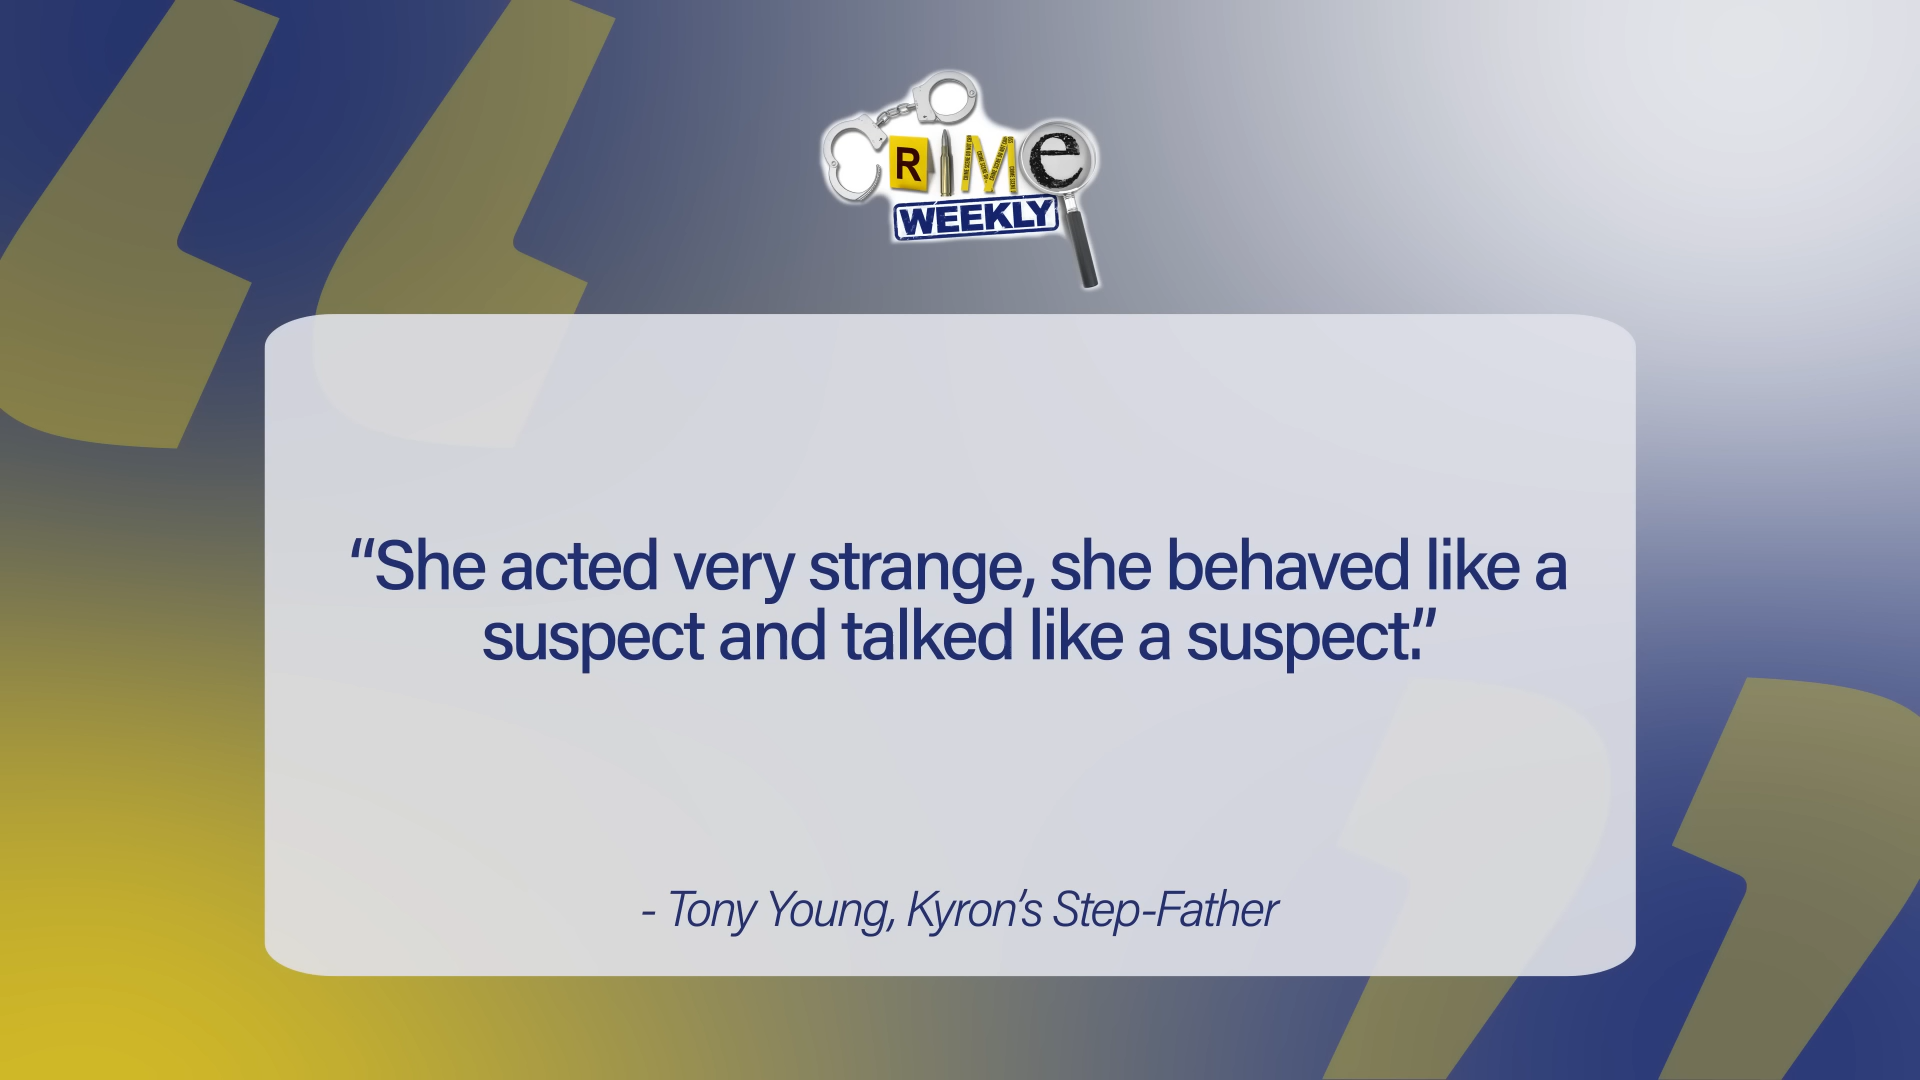 CRIMe
WEEKLY
“She acted very strange, she behaved like a
suspect and talked like a suspect.”
- Tony Young, Kyron’s Step-Father